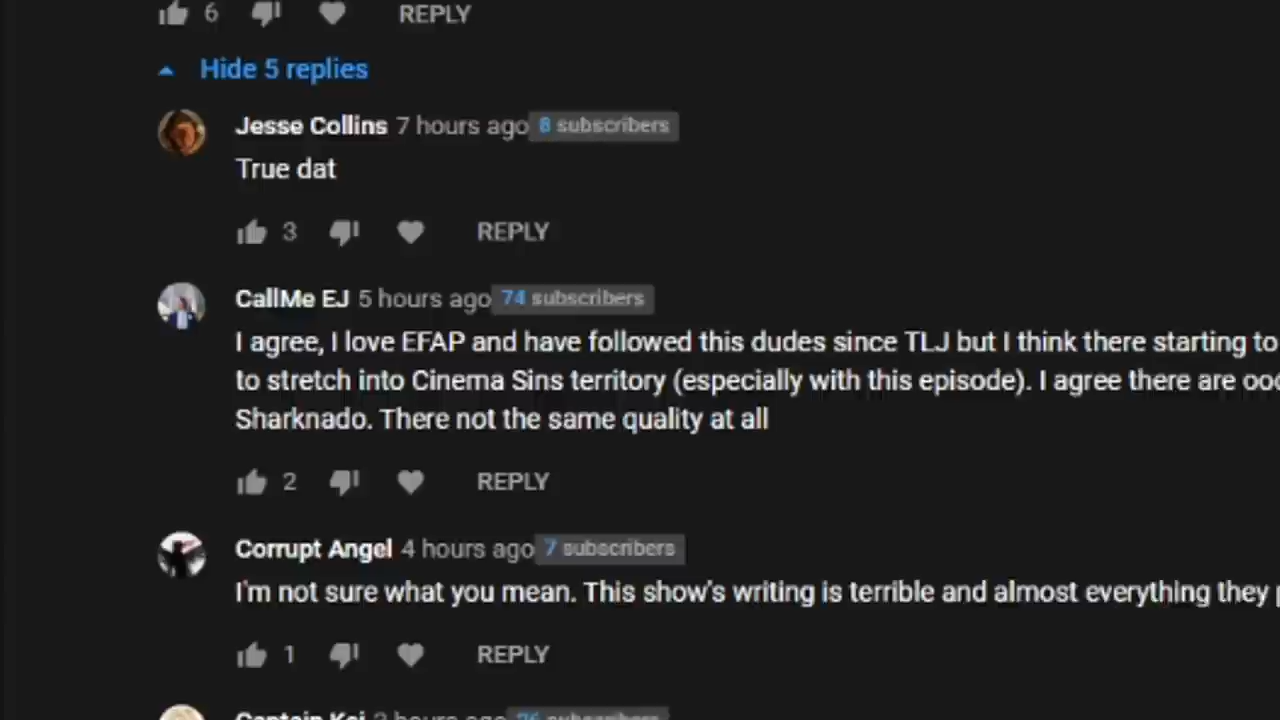 6 REPLY
Hide 5 replies
Jesse Collins 7 hours ago 8 subscribers
True dat
3 REPLY
CallMe EJ 5 hours ago 74 subscribers
I agree, I love EFAP and have followed this dudes since TLJ but I think there starting to
to stretch into Cinema Sins territory (especially with this episode). I agree there are
Sharknado. There not the same quality at all
2 REPLY
Corrupt Angel 4 hours ago 7 subscribers
I'm not sure what you mean. This show's writing is terrible and almost everything they
1 REPLY
subscribers